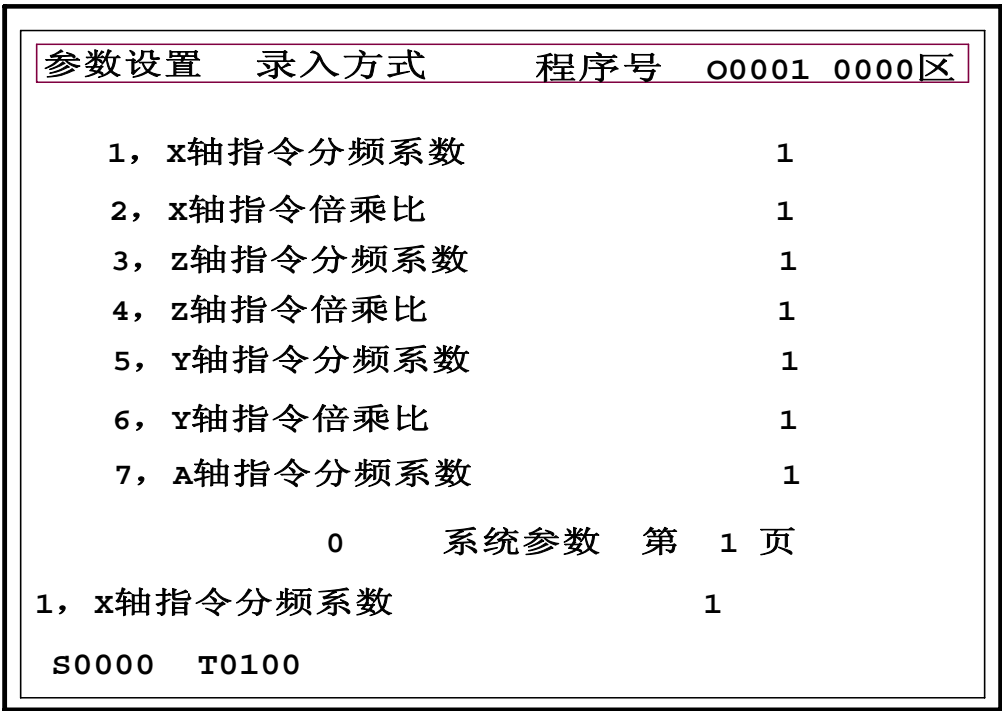 参数设置 录入方式 程序号 O0001 0000区
1，X轴指令分频系数 1
2，X轴指令倍乘比 1
3，Z轴指令分频系数 1
4，Z轴指令倍乘比 1
5，Y轴指令分频系数 1
6，Y轴指令倍乘比 1
7，A轴指令分频系数 1
0 系统参数 第 1 页
1，X轴指令分频系数 1
S0000 T0100